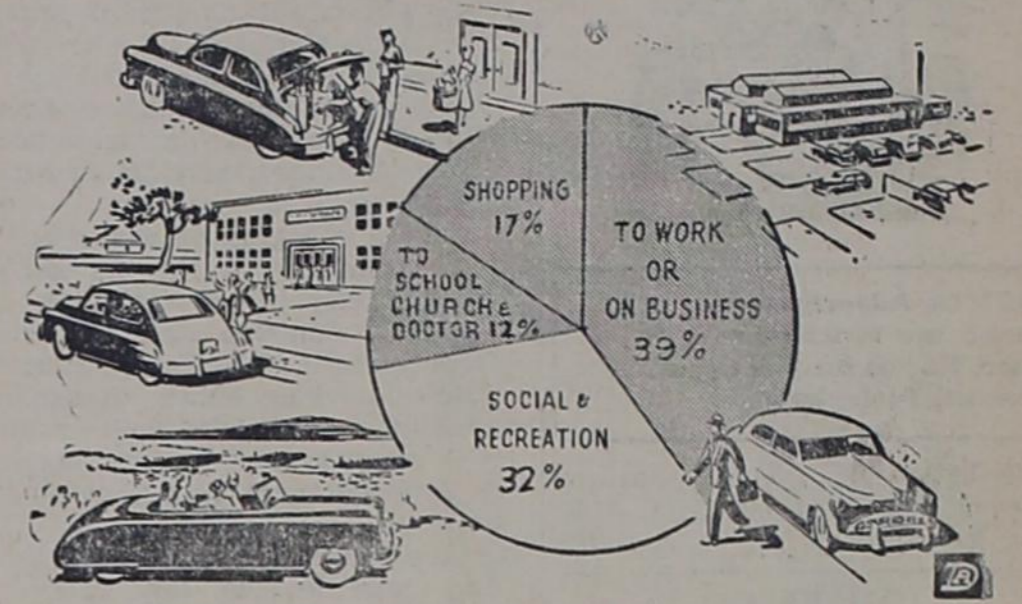 SHOPPING
17%
TO WORK
OR
ON BUSINESS
39%
TO
SCHOOL
CHURCH &
DOCTOR 12%
SOCIAL &
RECREATION
32%